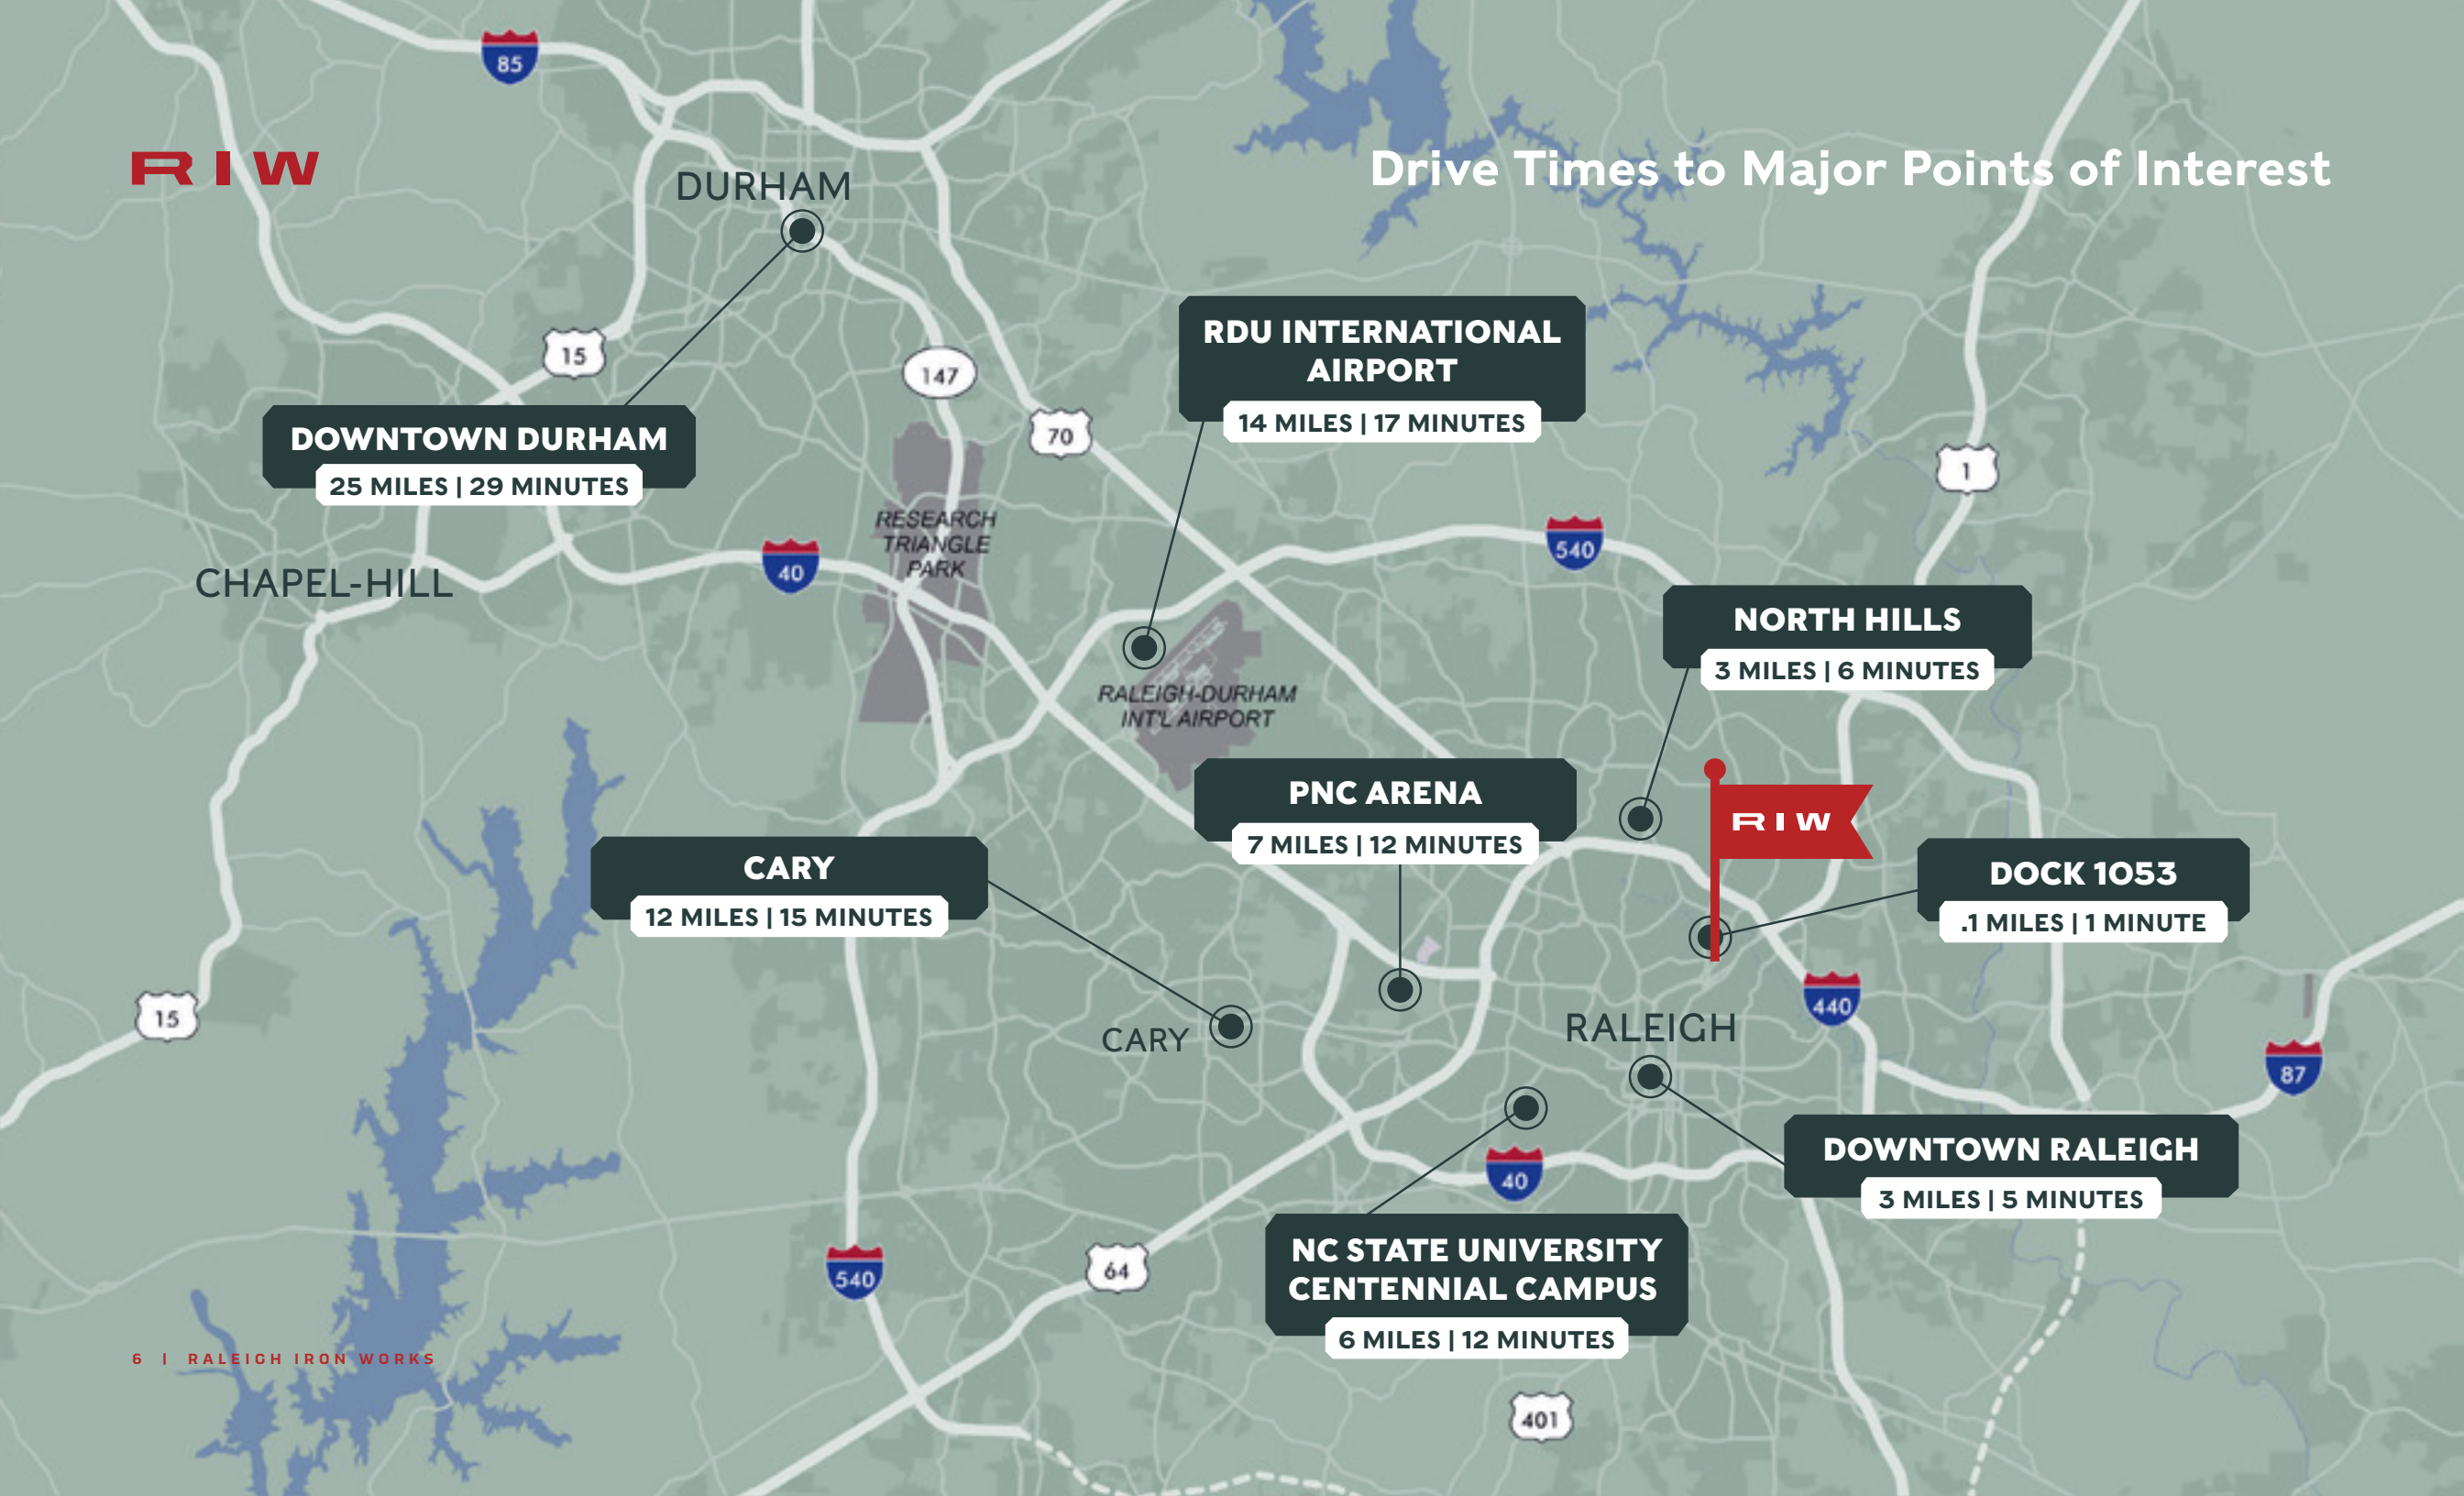 85
RIW
Drive Times to Major Points of Interest
DURHAM
RDU INTERNATIONAL
AIRPORT
14 MILES | 17 MINUTES
15
147
70
DOWNTOWN DURHAM
25 MILES | 29 MINUTES
1
RESEARCH
TRIANGLE
PARK
40
540
CHAPEL-HILL
NORTH HILLS
3 MILES | 6 MINUTES
RALEIGH-DURHAM
INT'L AIRPORT
PNC ARENA
7 MILES | 12 MINUTES
RIW
CARY
12 MILES | 15 MINUTES
DOCK 1053
.1 MILES | 1 MINUTE
15
440
CARY
RALEIGH
87
DOWNTOWN RALEIGH
3 MILES | 5 MINUTES
40
NC STATE UNIVERSITY
CENTENNIAL CAMPUS
6 MILES | 12 MINUTES
540
64
6 | RALEIGH IRON WORKS
401